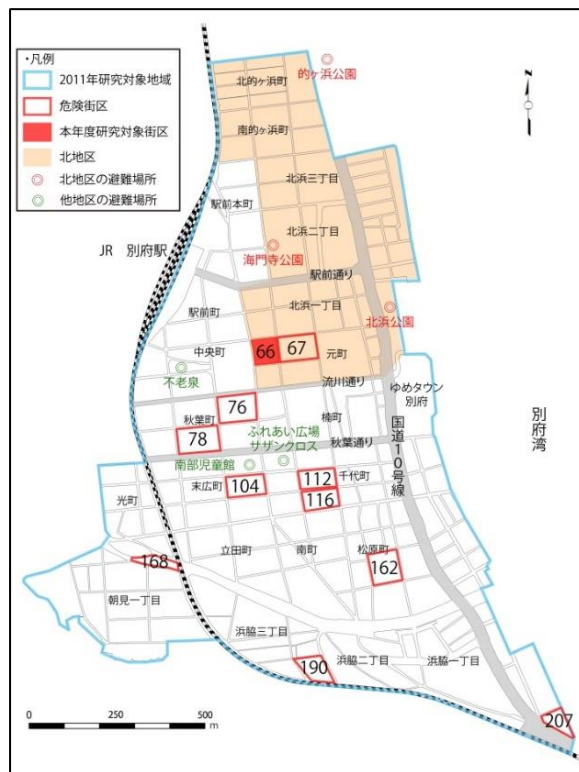 ・凡例
2011年研究対象地域
危険街区
本年度研究対象街区
北地区
北地区の避難場所
他地区の避難場所
的ヶ浜公園
北的ヶ浜町
南的ヶ浜町
N
北浜三丁目
駅前本町
北浜二丁目
JR 別府駅
海門寺公園
駅前通り
北浜一丁目
駅前町
北浜公園
中央町
66
67
元町
不老泉
流川通り
ゆめタウン
別府
76
秋葉町
楠町
国道10号線
別府湾
78
ふれあい広場
サザンクロス
秋葉通り
南部児童館
末広町
104
112
千代町
116
光町
立田町
南町
松原町
162
168
朝見一丁目
浜脇三丁目
浜脇二丁目
浜脇一丁目
190
207
0 250 500
m